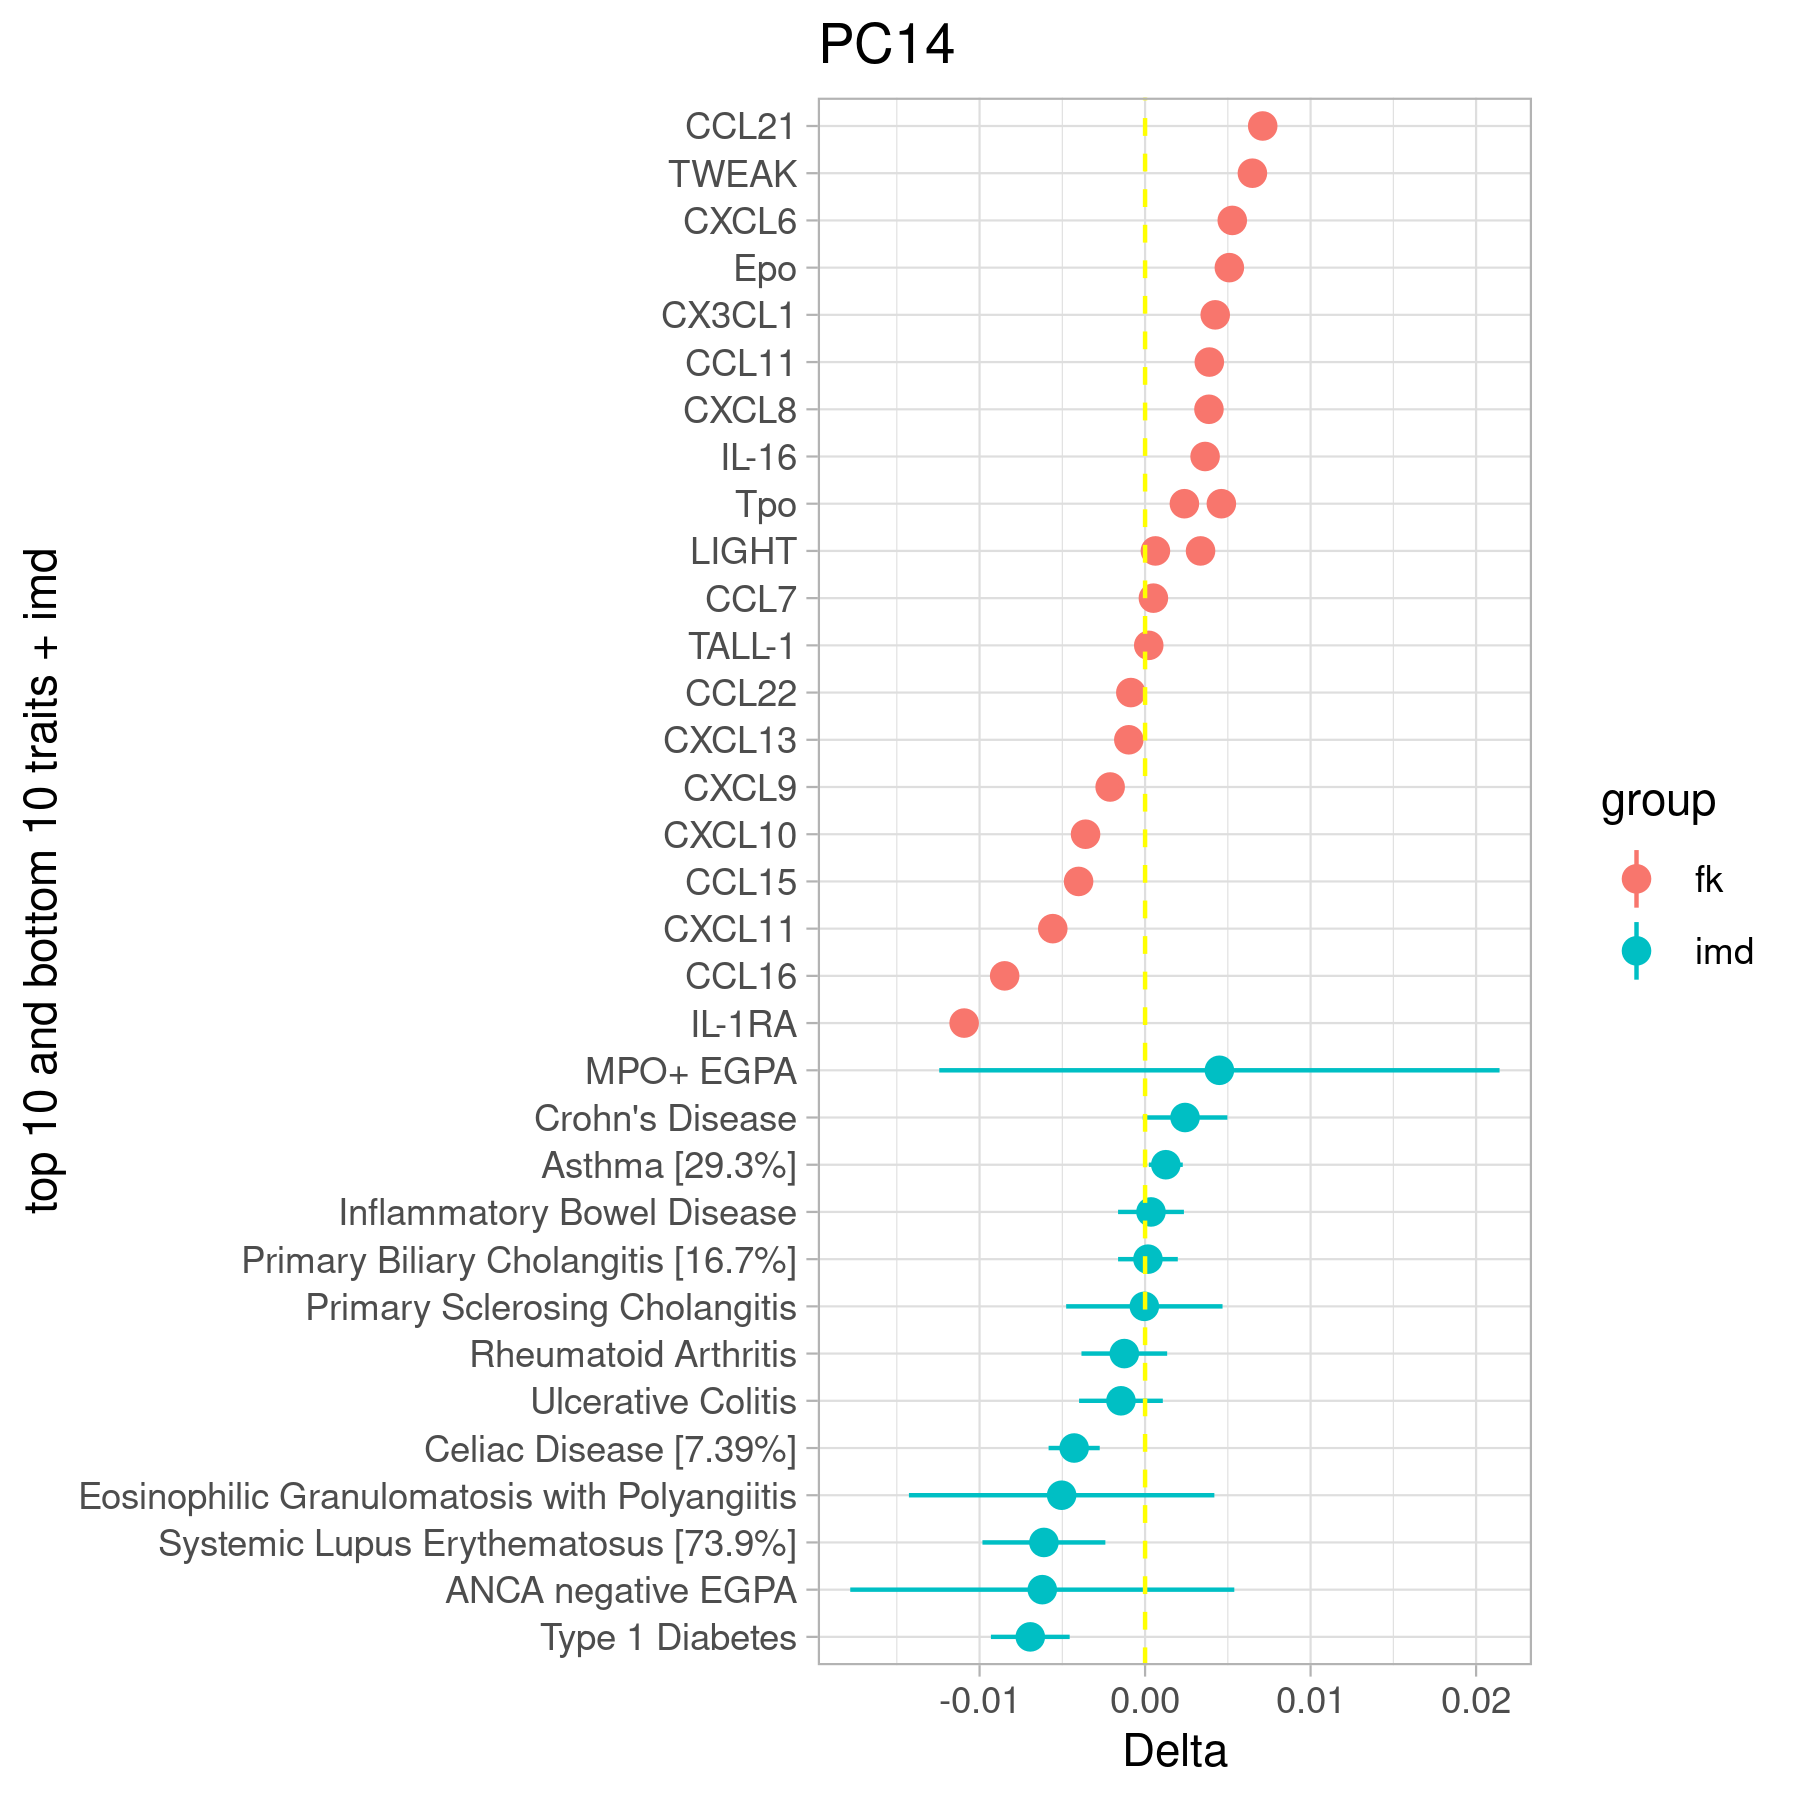 PC14
top 10 and bottom 10 traits + imd
CCL21
TWEAK
CXCL6
Epo
CX3CL1
CCL11
CXCL8
IL-16
Tpo
LIGHT
CCL7
TALL-1
CCL22
CXCL13
CXCL9
CXCL10
CCL15
CXCL11
CCL16
IL-1RA
MPO+ EGPA
Crohn's Disease
Asthma [29.3%]
Inflammatory Bowel Disease
Primary Biliary Cholangitis [16.7%]
Primary Sclerosing Cholangitis
Rheumatoid Arthritis
Ulcerative Colitis
Celiac Disease [7.39%]
Eosinophilic Granulomatosis with Polyangiitis
Systemic Lupus Erythematosus [73.9%]
ANCA negative EGPA
Type 1 Diabetes
-0.01 0.00 0.01 0.02
Delta
group
fk
imd